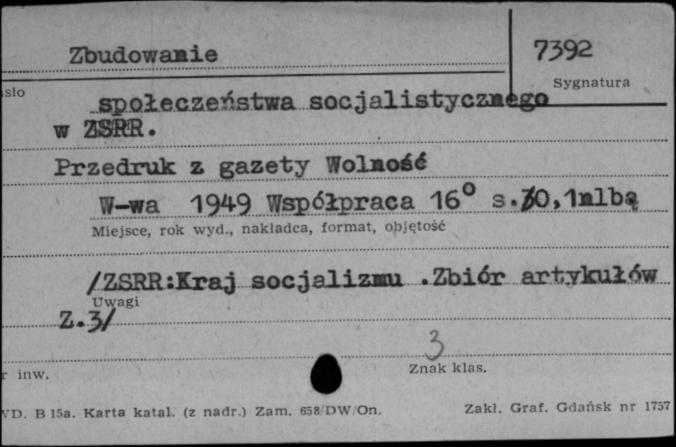 Zbudowanie 7392
Sygnatura
społeczeństwa socjalistycznego
w ZSRR.
Przedruk z gazety Wolność
W-wa 1949 Współpraca 16° s.30,1nlbą
Miejsce, rok wyd., nakładca, format, objętość
/ZSRR:Kraj socjalizmu .Zbiór artykułów
Uwagi
Z.3/
3
inw. Znak klas.
B 15a. Karta katal. (z nadr.) Zam. 658/DW/On. Zakł. Graf. Gdańsk nr 1757